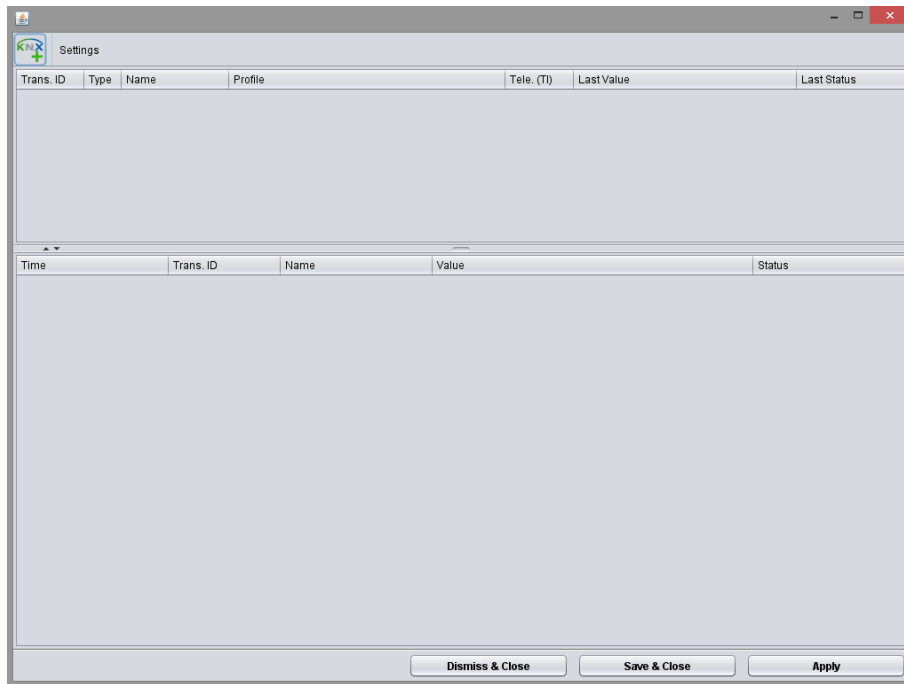 KNX Settings
Trans. ID Type Name Profile Tele. (TI) Last Value Last Status
Time Trans. ID Name Value Status
Dismiss & Close Save & Close Apply